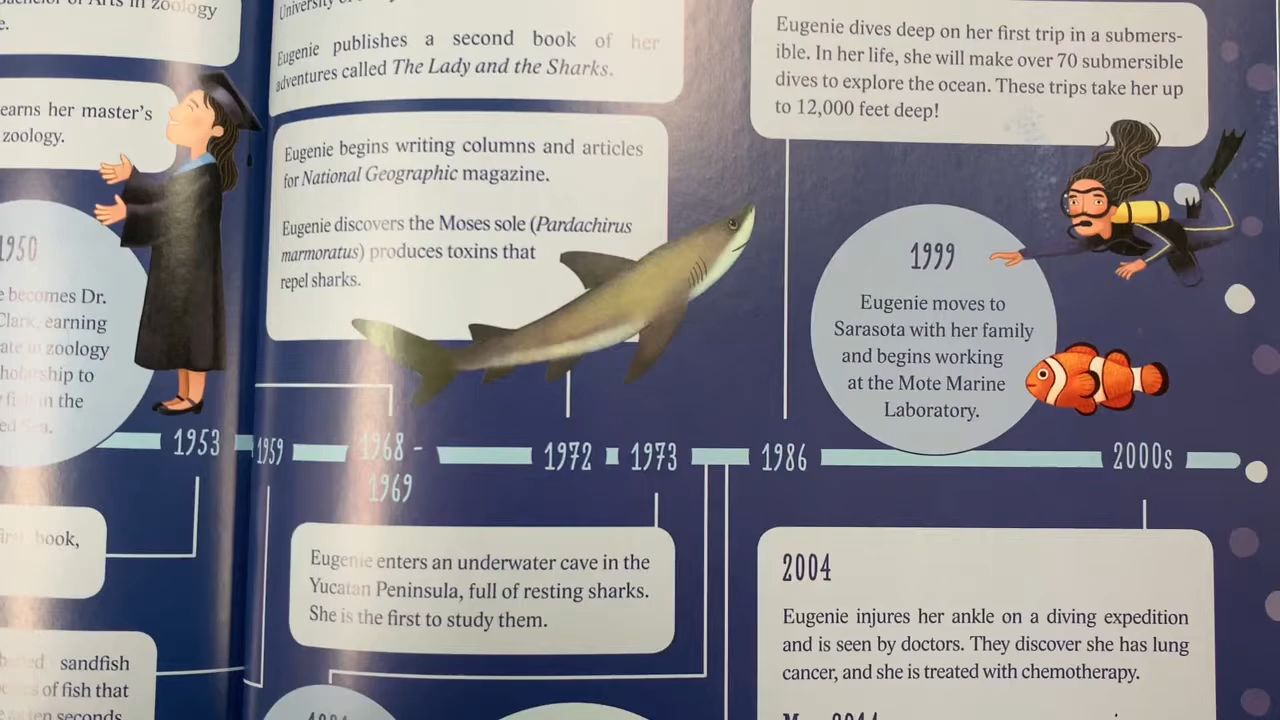 Arts in zoology
e.
earns her master's
zoology.
1950
becomes Dr.
Clark, earning
in zoology
to
in the
1953
book,
sandfish
of fish that
seconds
University
Eugenie publishes a second book of her
adventures called The Lady and the Sharks.
Eugenie begins writing columns and articles
for National Geographic magazine.
Eugenie discovers the Moses sole (Pardachirus
marmoratus) produces toxins that
repel sharks.
1959
1968 -
1969
1972
1973
1986
2000s
Eugenie enters an underwater cave in the
Yucatan Peninsula, full of resting sharks.
She is the first to study them.
Eugenie dives deep on her first trip in a submers-
ible. In her life, she will make over 70 submersible
dives to explore the ocean. These trips take her up
to 12,000 feet deep!
1999
Eugenie moves to
Sarasota with her family
and begins working
at the Mote Marine
Laboratory.
2004
Eugenie injures her ankle on a diving expedition
and is seen by doctors. They discover she has lung
cancer, and she is treated with chemotherapy.